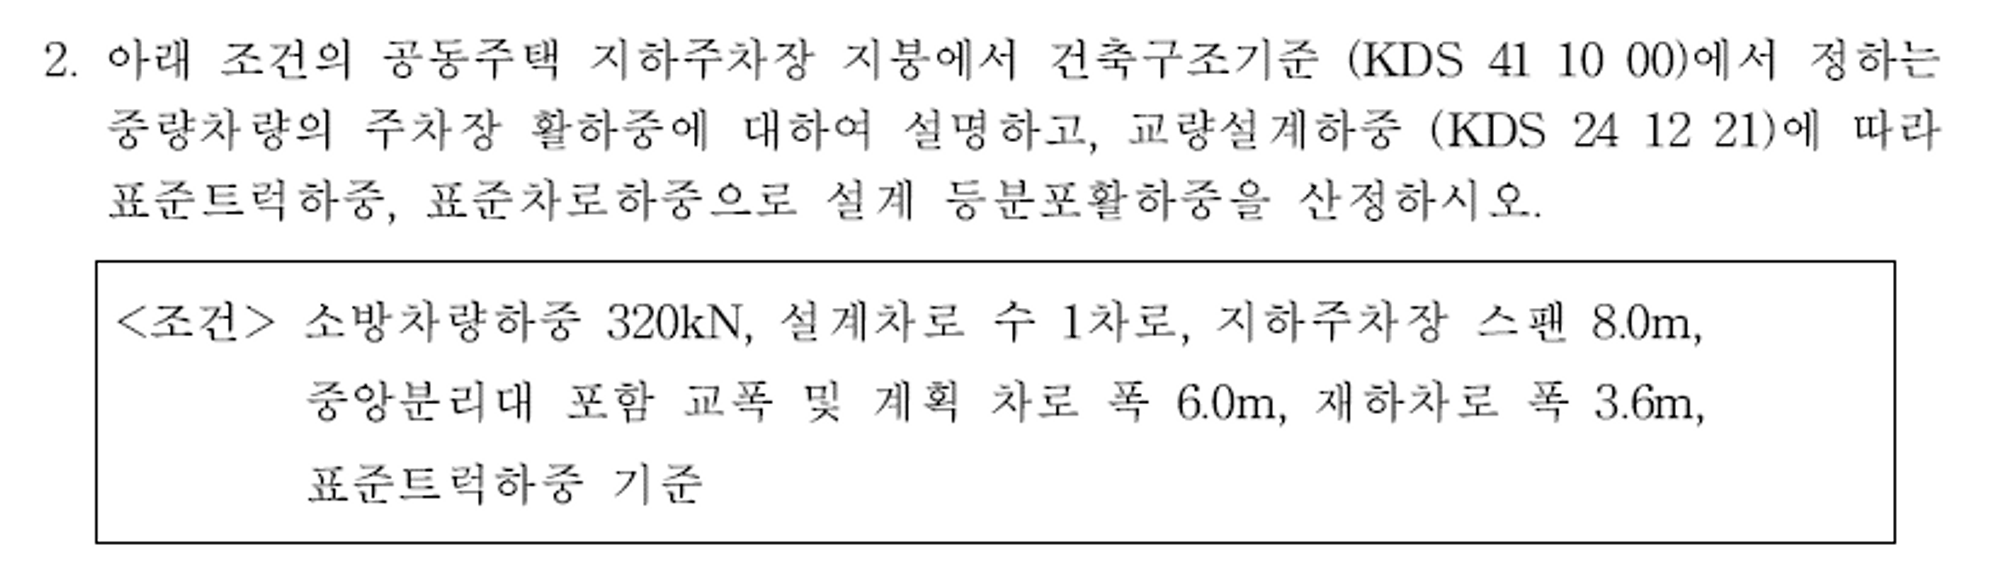 2. 아래 조건의 공동주택 지하주차장 지붕에서 건축구조기준 (KDS 41 10 00)에서 정하는
중량차량의 주차장 활하중에 대하여 설명하고, 교량설계하중 (KDS 24 12 21)에 따라
표준트럭하중, 표준차로하중으로 설계 등분포활하중을 산정하시오.
<조건> 소방차량하중 320kN, 설계차로 수 1차로, 지하주차장 스팬 8.0m,
중앙분리대 포함 교폭 및 계획 차로 폭 6.0m, 재하차로 폭 3.6m,
표준트럭하중 기준